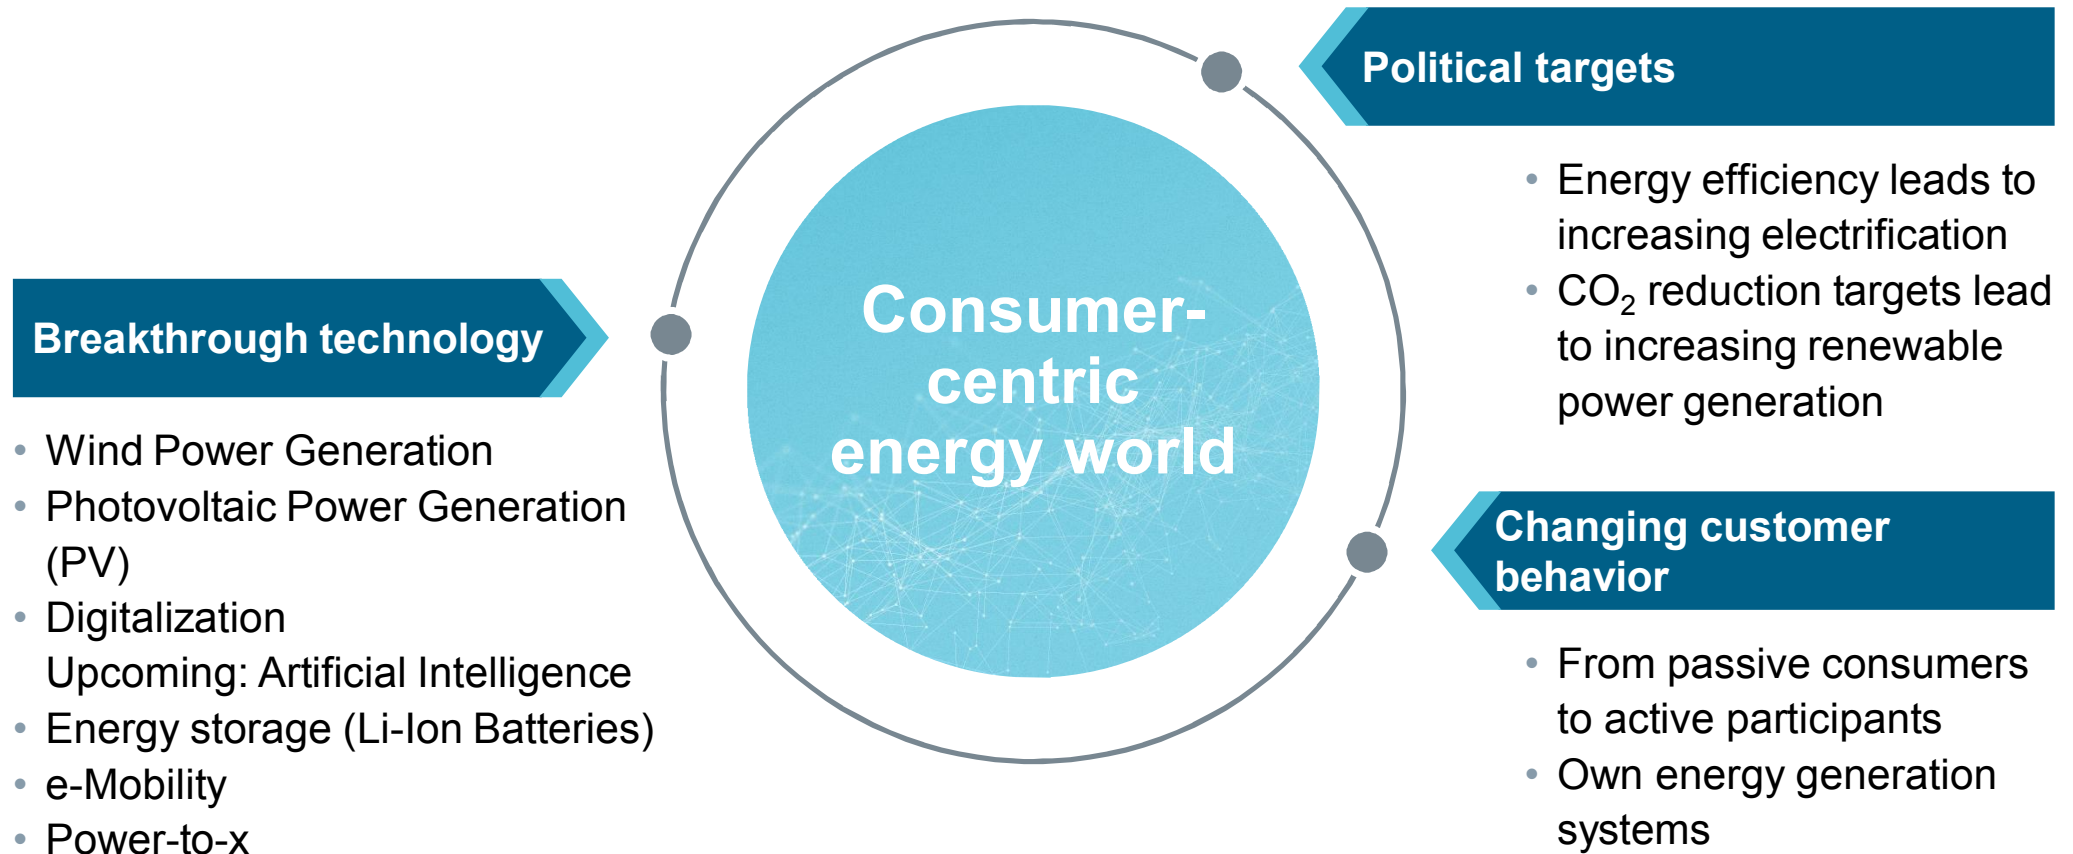 Political targets
• Energy efficiency leads to
increasing electrification
• CO₂ reduction targets lead
to increasing renewable
power generation
Breakthrough technology
• Wind Power Generation
• Photovoltaic Power Generation
(PV)
• Digitalization
Upcoming: Artificial Intelligence
• Energy storage (Li-Ion Batteries)
• e-Mobility
• Power-to-x
Consumer-
centric
energy world
Changing customer
behavior
• From passive consumers
to active participants
• Own energy generation
systems